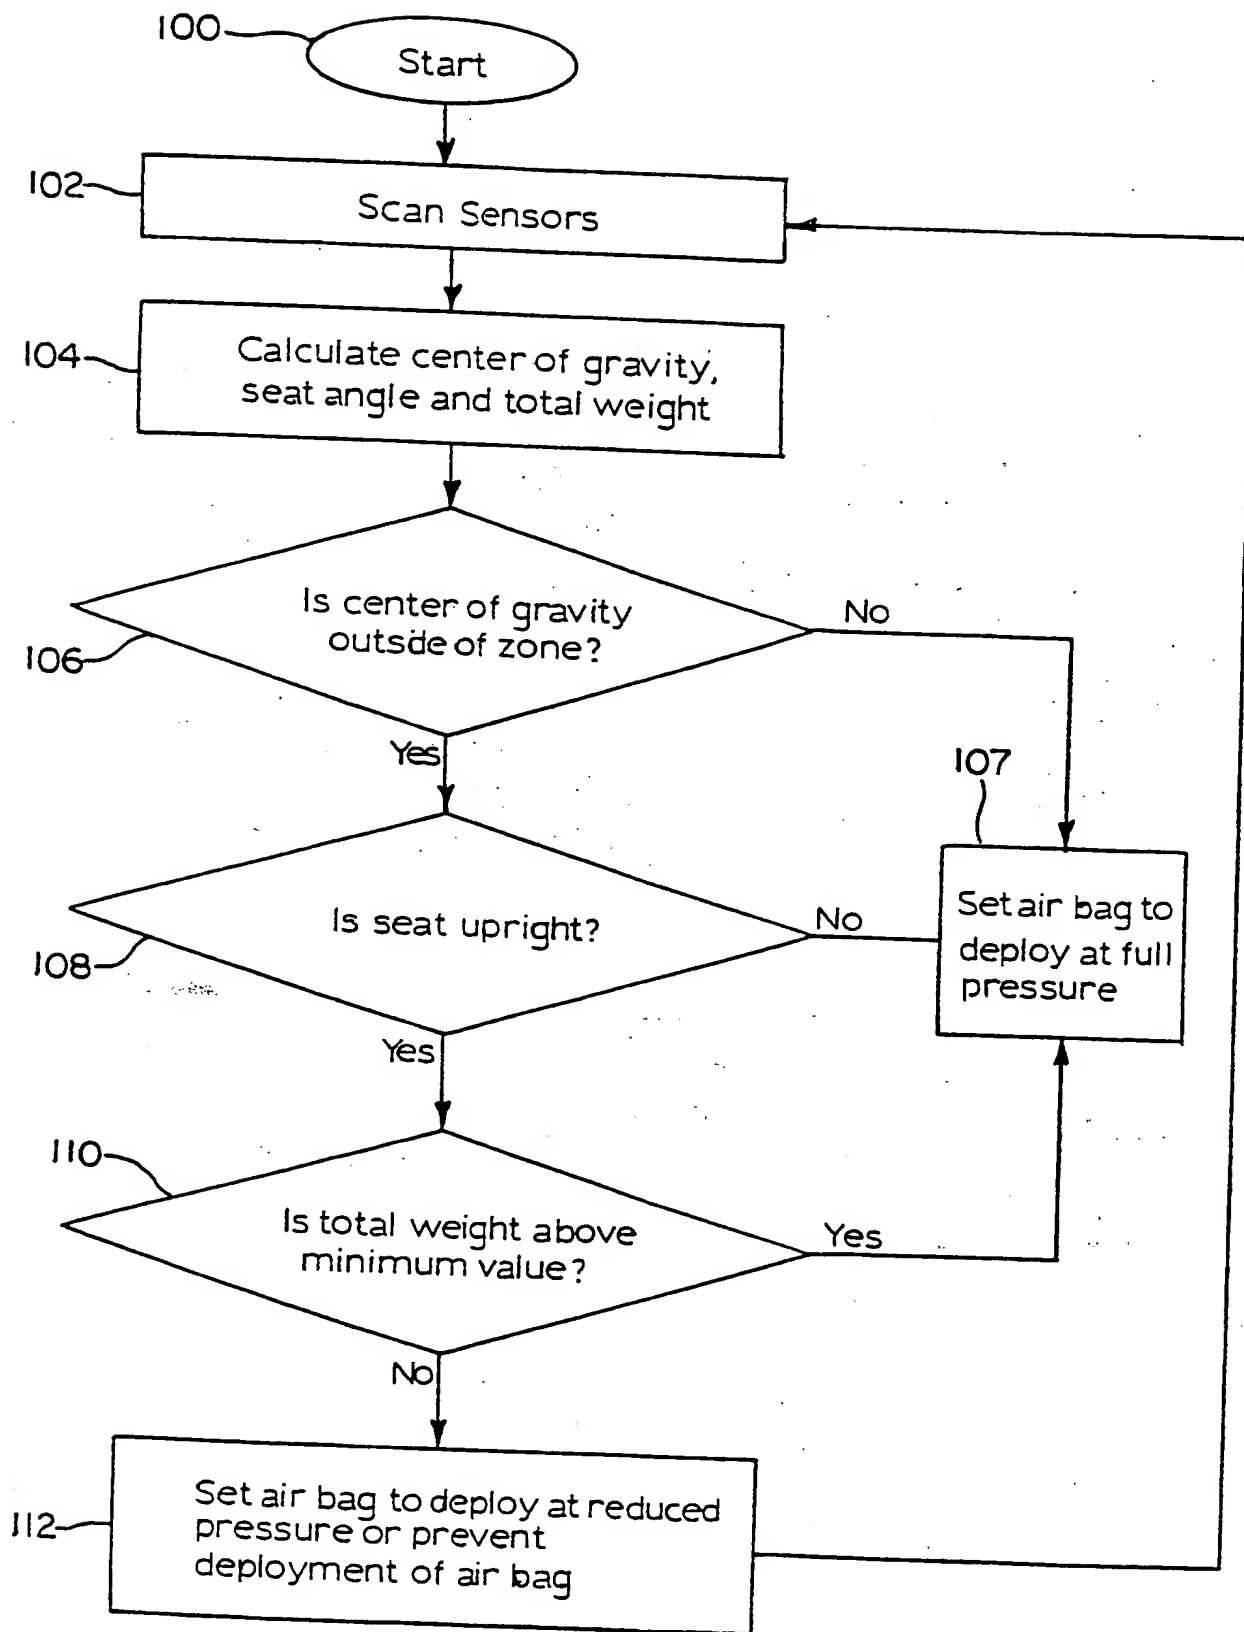 100
Start
102
Scan Sensors
104
Calculate center of gravity,
seat angle and total weight
Is center of gravity
outside of zone?
No
106
Yes
107
Is seat upright?
No
Set air bag to
deploy at full
pressure
108
Yes
110
Is total weight above
minimum value?
Yes
No
Set air bag to deploy at reduced
pressure or prevent
deployment of air bag
112